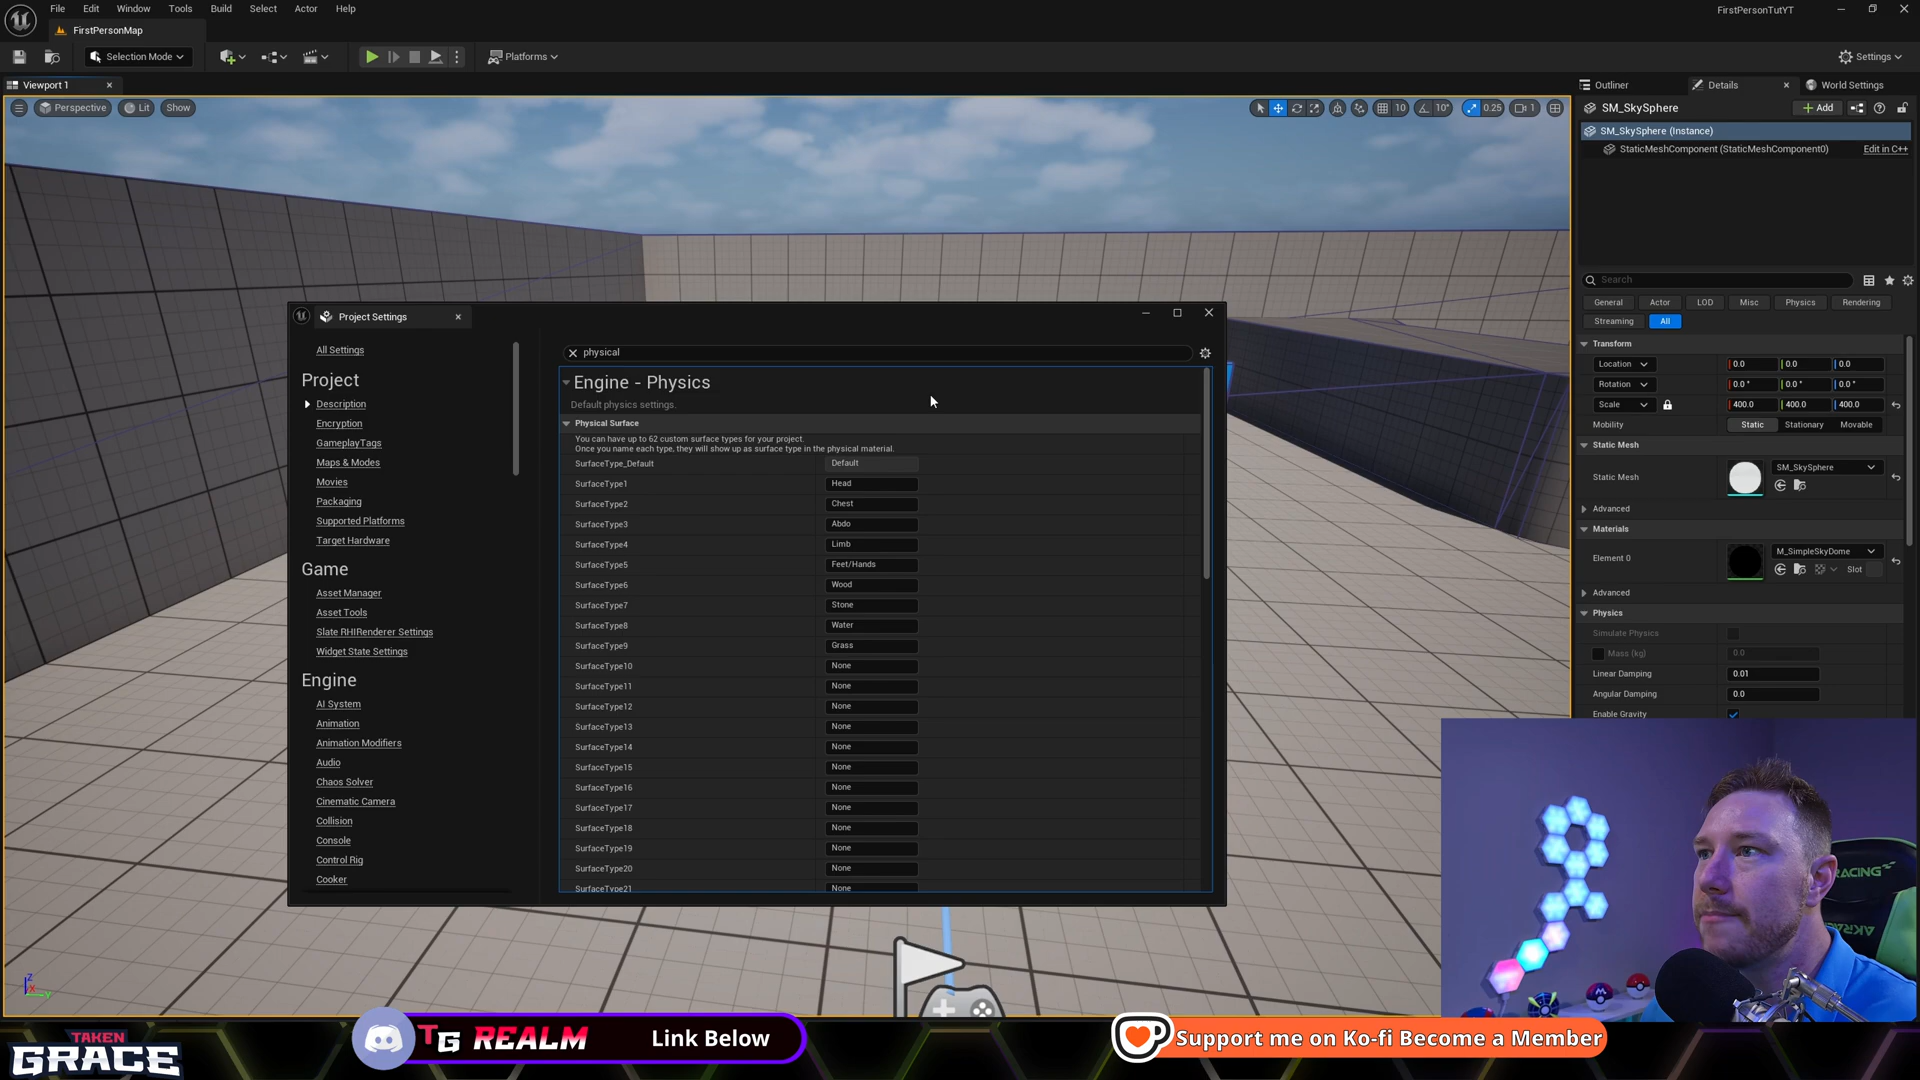 File Edit Window Tools Build Select Actor Help
FirstPersonTutYT
FirstPersonMap
Selection Mode
Platforms
Settings
Viewport 1
Perspective
Lit
Show
10
10°
0.25
1
Outliner
Details
World Settings
SM_SkySphere
Add
SM_SkySphere (Instance)
StaticMeshComponent (StaticMeshComponent0)
Edit in C++
Search
General
Actor
LOD
Misc
Physics
Rendering
Streaming
All
Transform
Location
0.0
0.0
0.0
Rotation
0.0 °
0.0 °
0.0 °
Scale
400.0
400.0
400.0
Mobility
Static
Stationary
Movable
Static Mesh
Static Mesh
SM_SkySphere
Advanced
Materials
Element 0
M_SimpleSkyDome
Slot
Advanced
Physics
Simulate Physics
Mass (kg)
0.0
Linear Damping
0.01
Angular Damping
0.0
Enable Gravity
Project Settings
All Settings
Project
Description
Encryption
GameplayTags
Maps & Modes
Movies
Packaging
Supported Platforms
Target Hardware
Game
Asset Manager
Asset Tools
Slate RHIRenderer Settings
Widget State Settings
Engine
AI System
Animation
Animation Modifiers
Audio
Chaos Solver
Cinematic Camera
Collision
Console
Control Rig
Cooker
physical
Engine - Physics
Default physics settings.
Physical Surface
You can have up to 62 custom surface types for your project.
Once you name each type, they will show up as surface type in the physical material.
SurfaceType_Default Default
SurfaceType1 Head
SurfaceType2 Chest
SurfaceType3 Abdo
SurfaceType4 Limb
SurfaceType5 Feet/Hands
SurfaceType6 Wood
SurfaceType7 Stone
SurfaceType8 Water
SurfaceType9 Grass
SurfaceType10 None
SurfaceType11 None
SurfaceType12 None
SurfaceType13 None
SurfaceType14 None
SurfaceType15 None
SurfaceType16 None
SurfaceType17 None
SurfaceType18 None
SurfaceType19 None
SurfaceType20 None
SurfaceType21 None
Z
X
Y
RACING
AKRACING
TAKEN
GRACE
TG REALM
Link Below
Support me on Ko-fi Become a Member